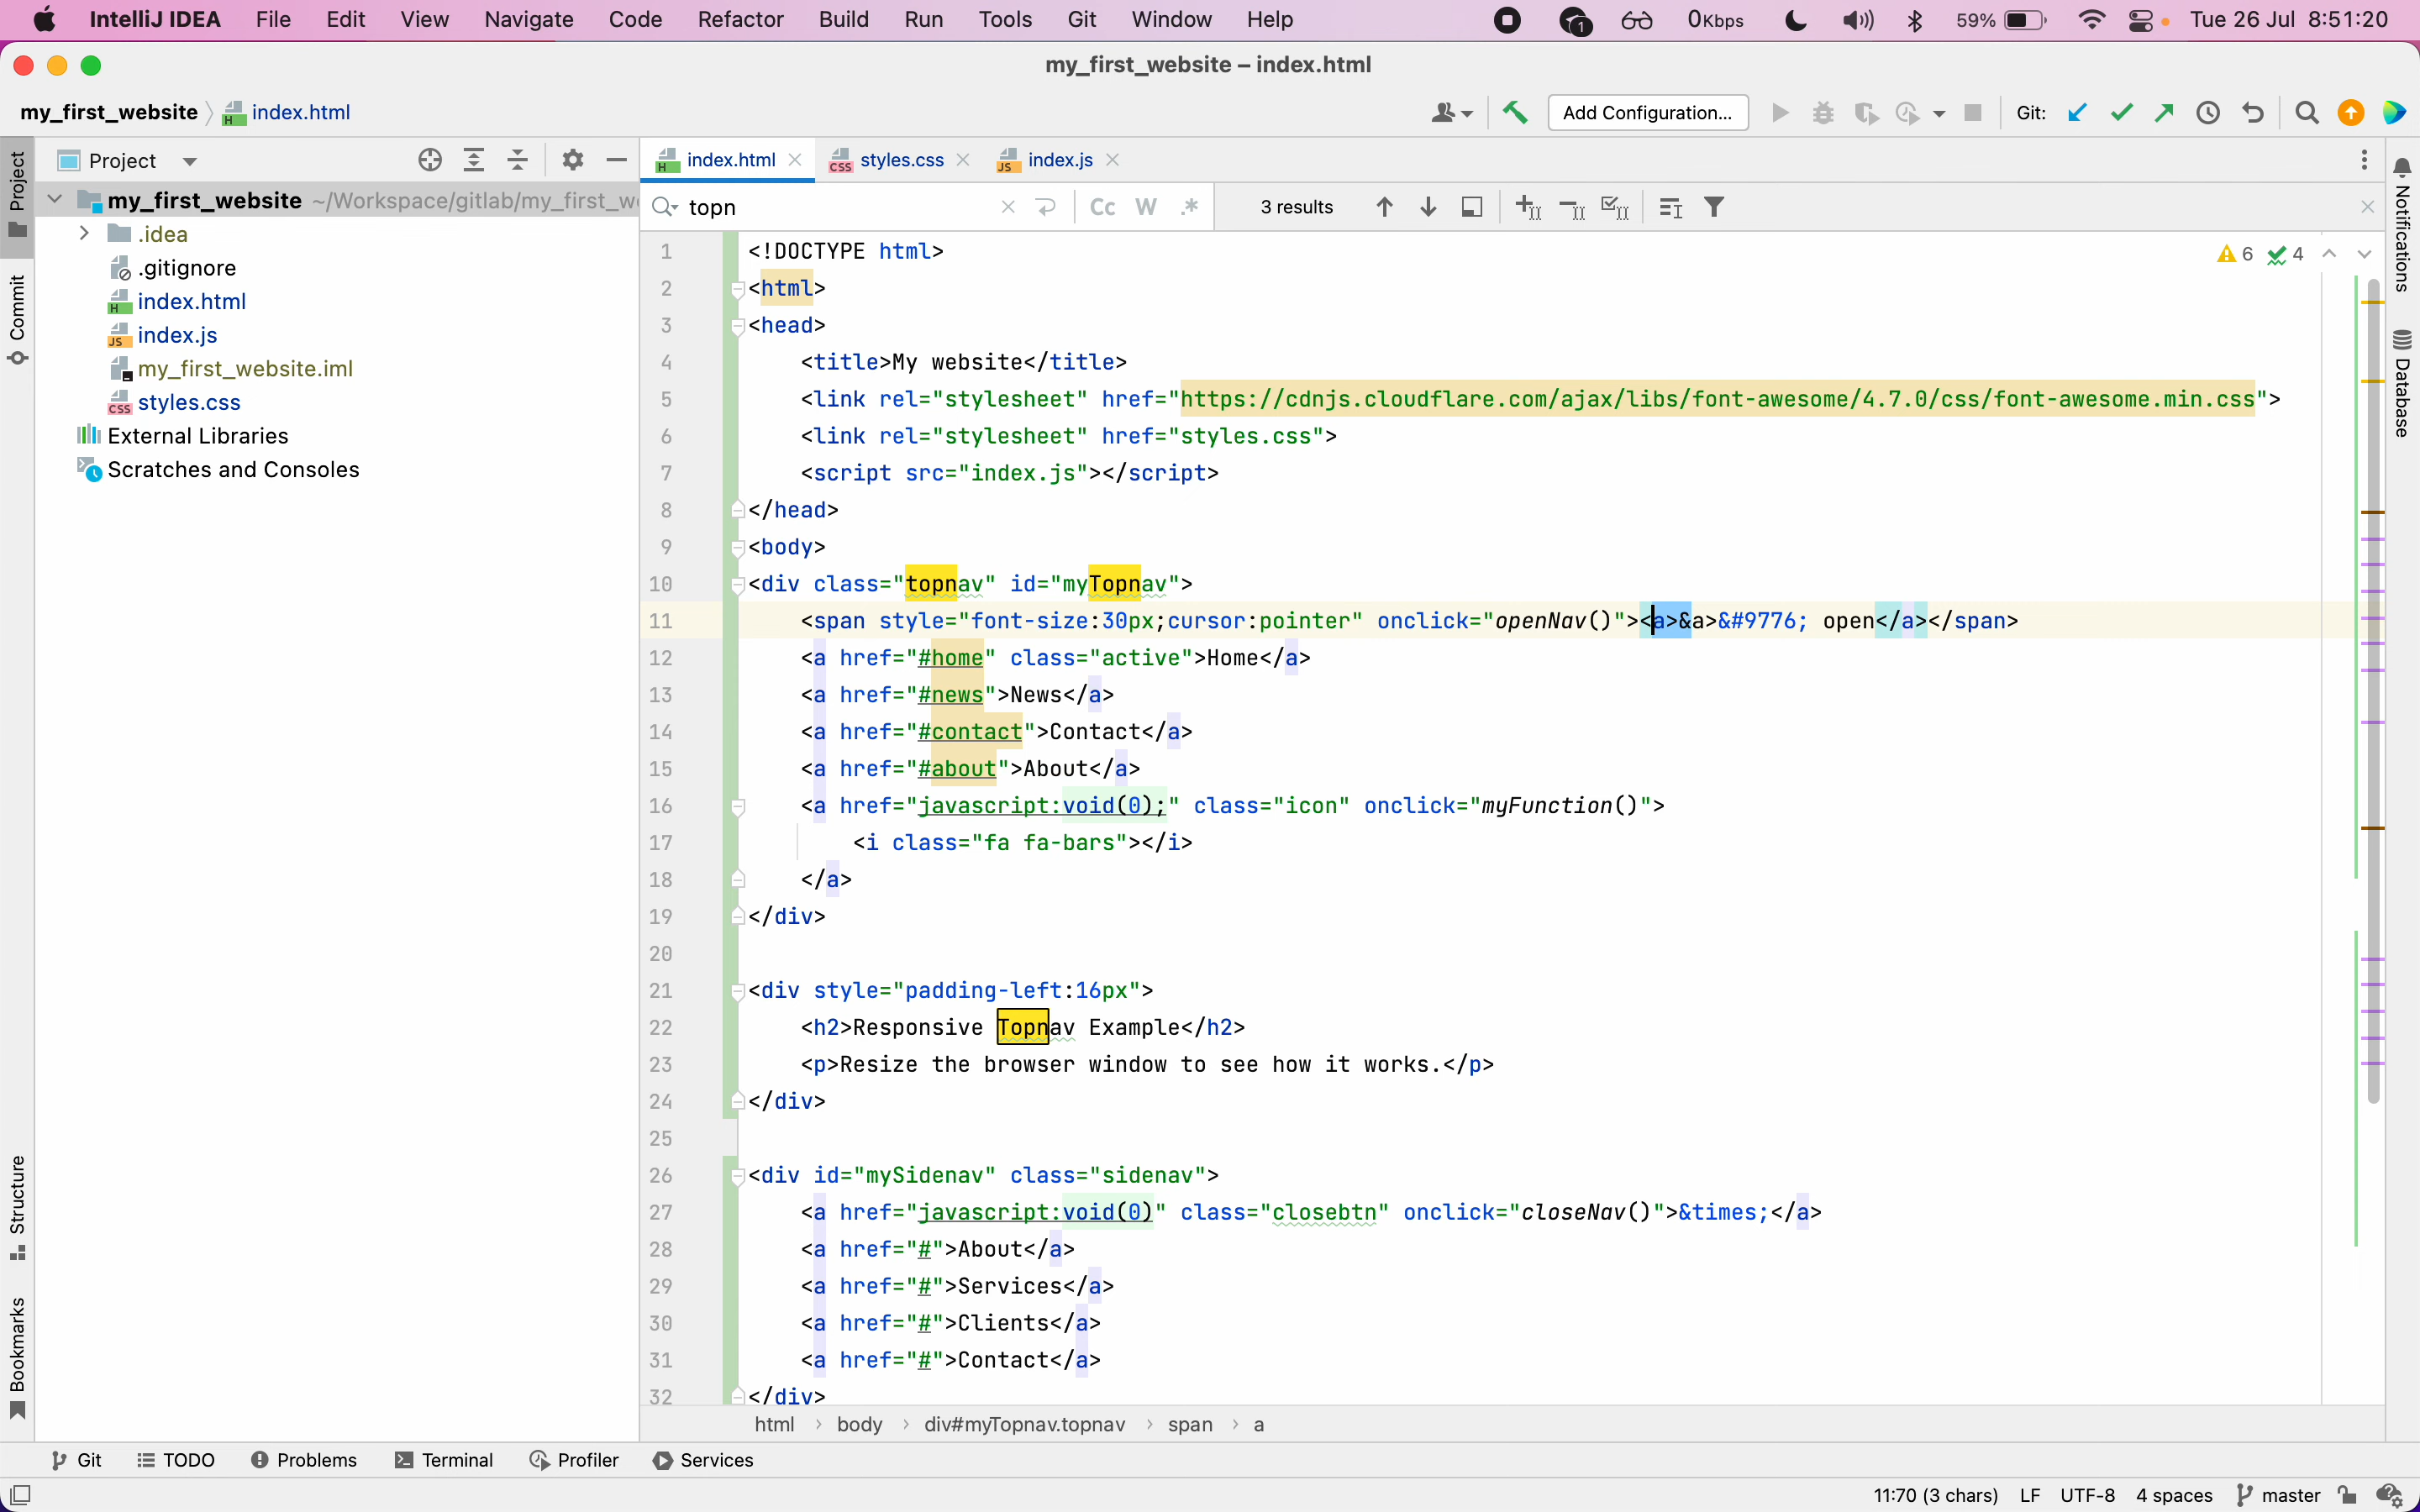 IntelliJ IDEA File Edit View Navigate Code Refactor Build Run Tools Git Window Help 1 0Kbps 59% Tue 26 Jul 8:51:20
my_first_website – index.html
my_first_website index.html Add Configuration... Git:
Project index.html styles.css index.js
my_first_website ~/Workspace/gitlab/my_first_w
topn Cc W .* 3 results
.idea
.gitignore
index.html
index.js
my_first_website.iml
styles.css
External Libraries
Scratches and Consoles
Project
Commit
Structure
Bookmarks
Notifications
Database
6 4
1 <!DOCTYPE html>
2 <html>
3 <head>
4 <title>My website</title>
5 <link rel="stylesheet" href="https://cdnjs.cloudflare.com/ajax/libs/font-awesome/4.7.0/css/font-awesome.min.css">
6 <link rel="stylesheet" href="styles.css">
7 <script src="index.js"></script>
8 </head>
9 <body>
10 <div class="topnav" id="myTopnav">
11 <span style="font-size:30px;cursor:pointer" onclick="openNav()"><a>&a>&#9776; open</a></span>
12 <a href="#home" class="active">Home</a>
13 <a href="#news">News</a>
14 <a href="#contact">Contact</a>
15 <a href="#about">About</a>
16 <a href="javascript:void(0);" class="icon" onclick="myFunction()">
17 <i class="fa fa-bars"></i>
18 </a>
19 </div>
20
21 <div style="padding-left:16px">
22 <h2>Responsive Topnav Example</h2>
23 <p>Resize the browser window to see how it works.</p>
24 </div>
25
26 <div id="mySidenav" class="sidenav">
27 <a href="javascript:void(0)" class="closebtn" onclick="closeNav()">&times;</a>
28 <a href="#">About</a>
29 <a href="#">Services</a>
30 <a href="#">Clients</a>
31 <a href="#">Contact</a>
32 </div>
html body div#myTopnav.topnav span a
Git TODO Problems Terminal Profiler Services
11:70 (3 chars) LF UTF-8 4 spaces master